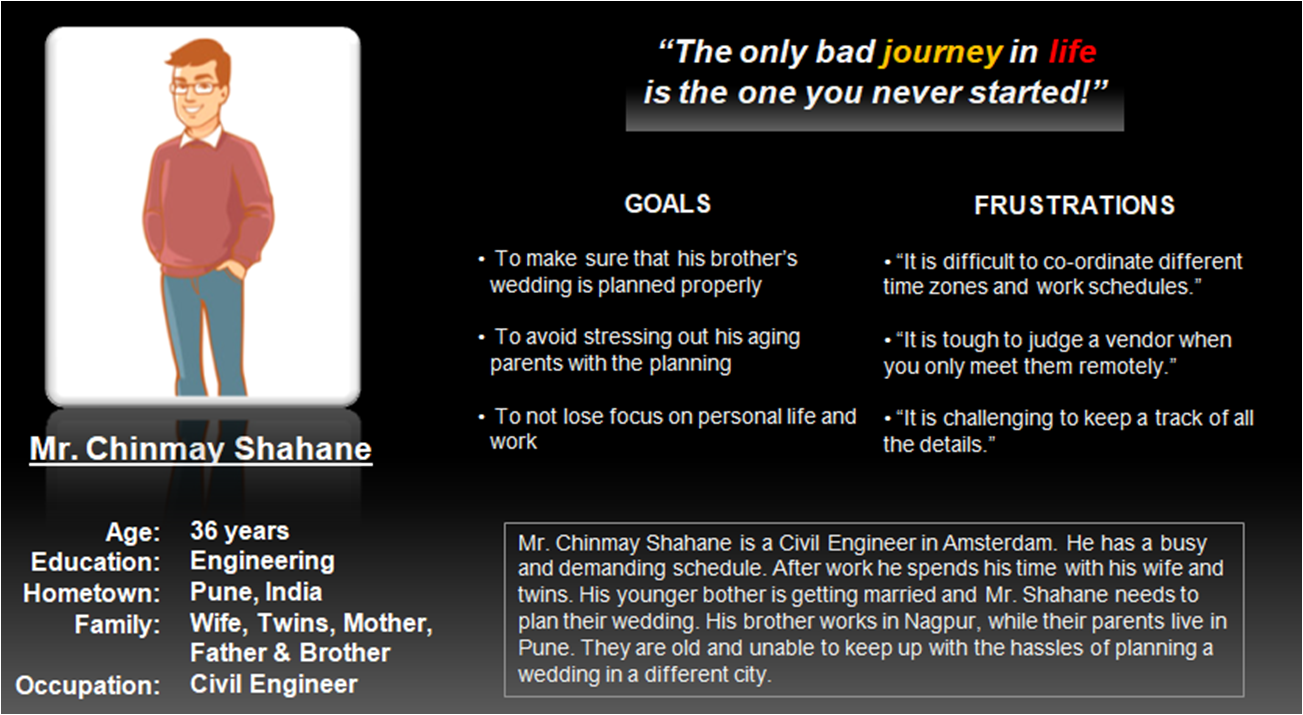 “The only bad journey in life
is the one you never started!”
GOALS
• To make sure that his brother’s
wedding is planned properly
• To avoid stressing out his aging
parents with the planning
• To not lose focus on personal life and
work
FRUSTRATIONS
• “It is difficult to co-ordinate different
time zones and work schedules.”
• “It is tough to judge a vendor when
you only meet them remotely.”
• “It is challenging to keep a track of all
the details.”
Mr. Chinmay Shahane
Age: 36 years
Education: Engineering
Hometown: Pune, India
Family: Wife, Twins, Mother,
Father & Brother
Occupation: Civil Engineer
Mr. Chinmay Shahane is a Civil Engineer in Amsterdam. He has a busy
and demanding schedule. After work he spends his time with his wife and
twins. His younger bother is getting married and Mr. Shahane needs to
plan their wedding. His brother works in Nagpur, while their parents live in
Pune. They are old and unable to keep up with the hassles of planning a
wedding in a different city.